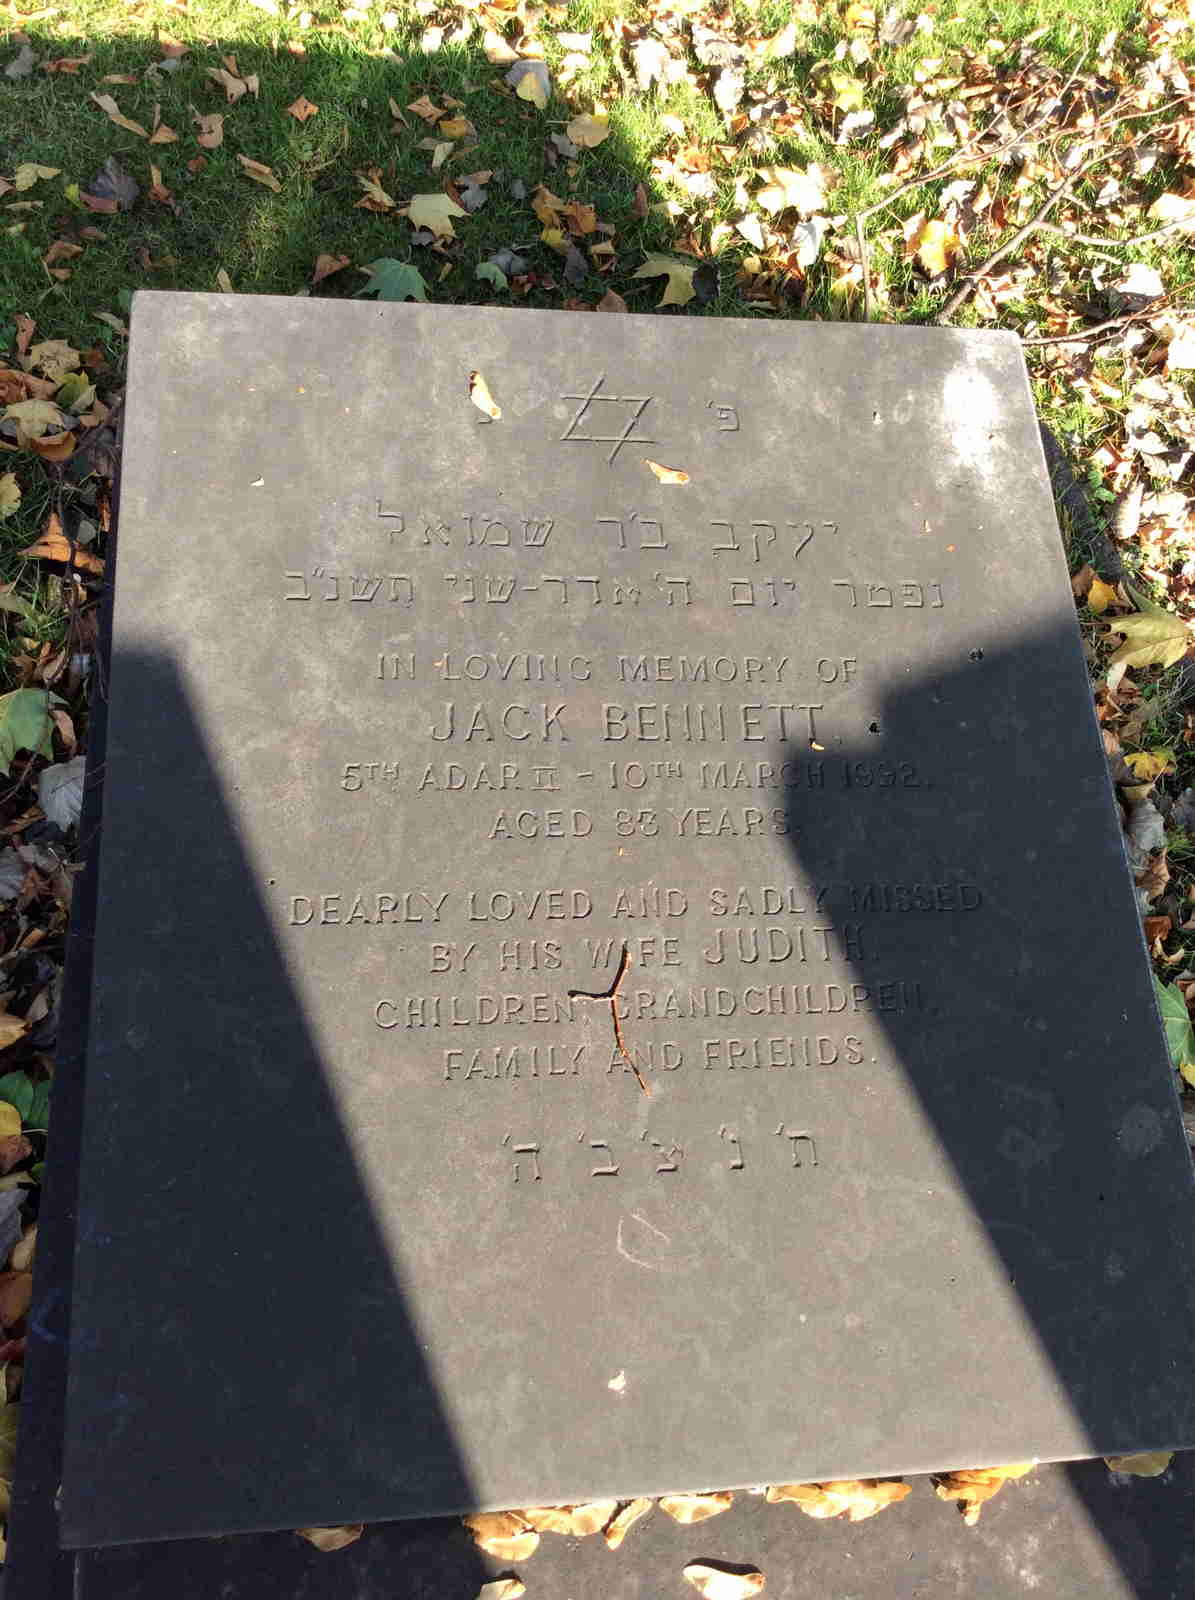 פ' נ
יעקב ב'ר שמואל
נפטר יום ה' אדר-שני תשנ"ב
IN LOVING MEMORY OF
JACK BENNETT,
5TH ADAR II - 10TH MARCH 1992.
AGED 83 YEARS.
DEARLY LOVED AND SADLY MISSED
BY HIS WIFE JUDITH,
CHILDREN GRANDCHILDREN,
FAMILY AND FRIENDS.
ת' נ' צ' ב' ה'